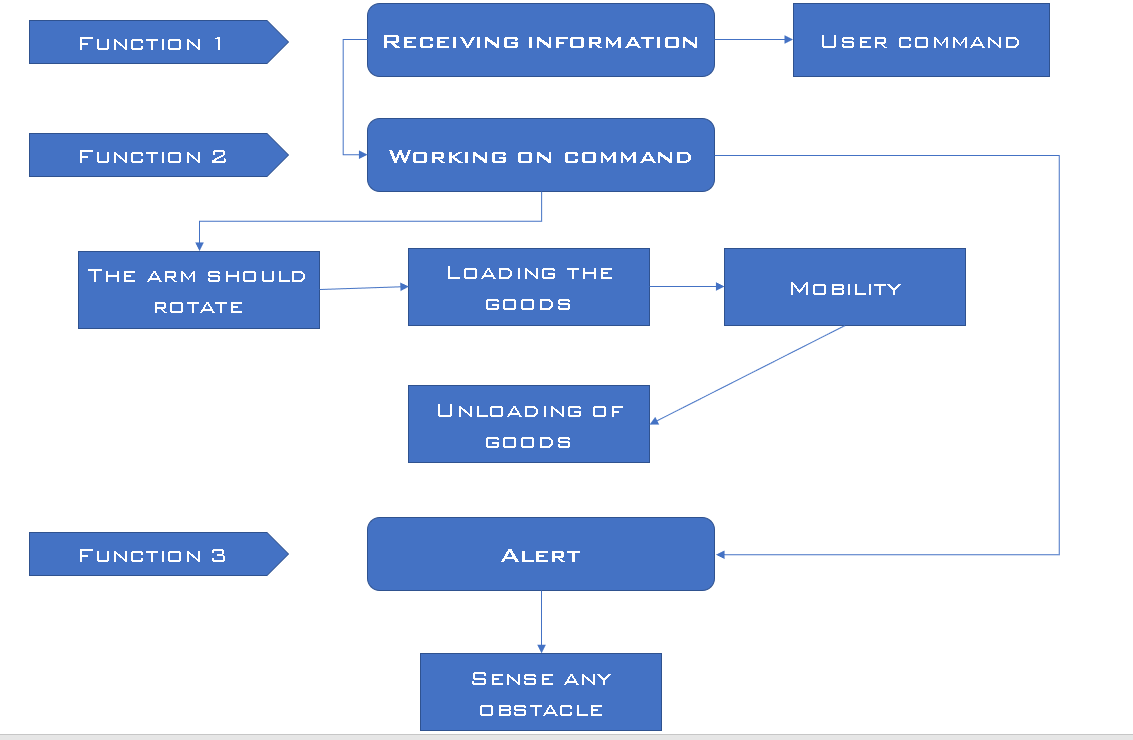 Function 1
Receiving information
User command
Function 2
Working on command
The arm should
rotate
Loading the
goods
Mobility
Unloading of
goods
Function 3
Alert
Sense any
obstacle